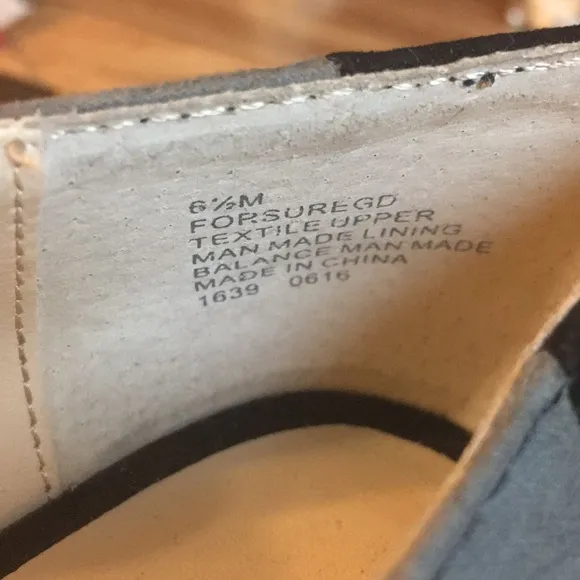 6½M
FORSUREGD
TEXTILE UPPER
MAN MADE LINING
BALANCE MAN MADE
MADE IN CHINA
1639 0616